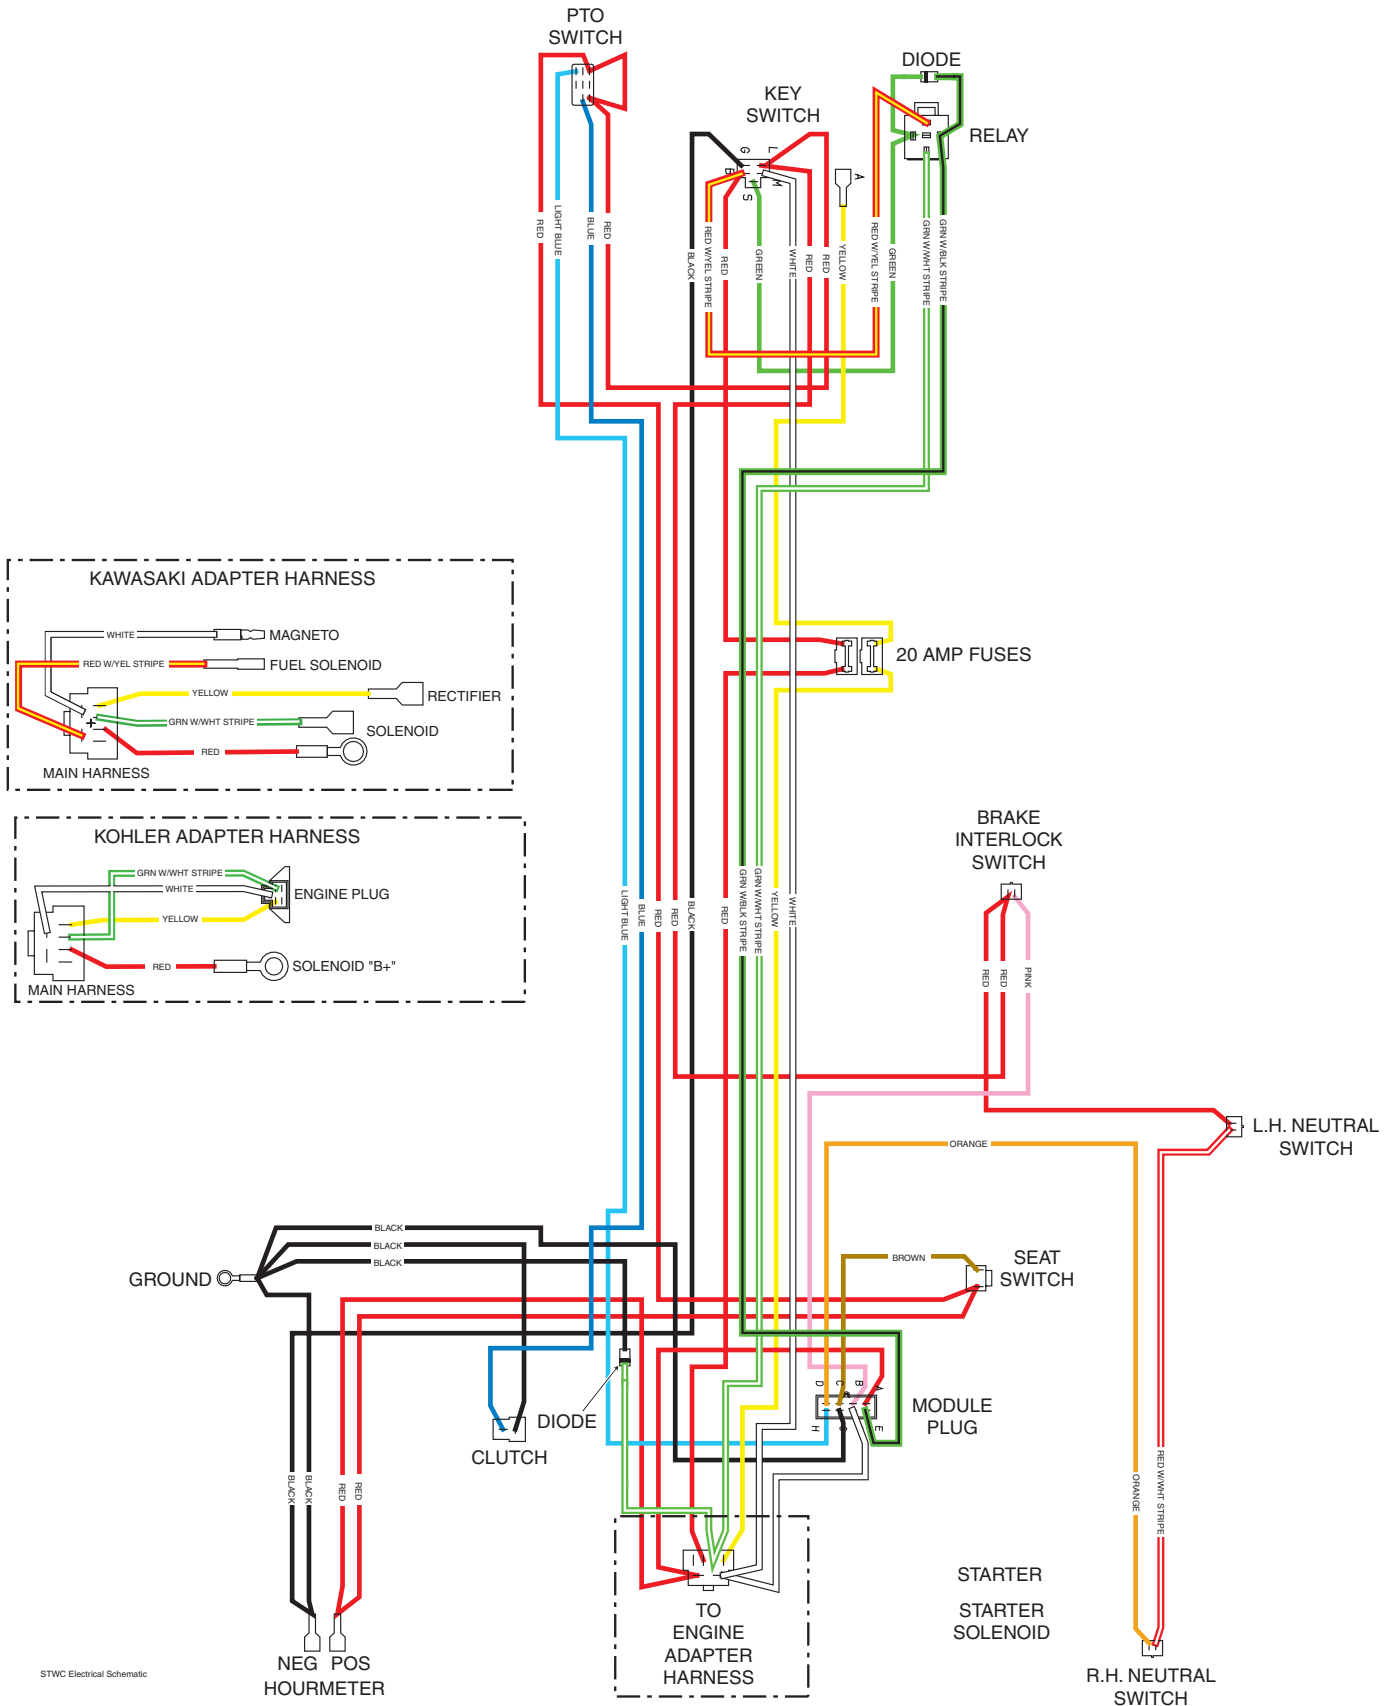 PTO
SWITCH
DIODE
KEY
SWITCH
RELAY
G
L
B
M
S
A
RED
LIGHT BLUE
BLUE
RED
BLACK
RED W/YEL STRIPE
RED
GREEN
WHITE
RED
RED
YELLOW
RED W/YEL STRIPE
GREEN
GRN W/WHT STRIPE
GRN W/BLK STRIPE
KAWASAKI ADAPTER HARNESS
WHITE
MAGNETO
RED W/YEL STRIPE
FUEL SOLENOID
YELLOW
RECTIFIER
GRN W/WHT STRIPE
SOLENOID
RED
MAIN HARNESS
20 AMP FUSES
KOHLER ADAPTER HARNESS
GRN W/WHT STRIPE
WHITE
ENGINE PLUG
YELLOW
RED
SOLENOID "B+"
MAIN HARNESS
BRAKE
INTERLOCK
SWITCH
LIGHT BLUE
BLUE
RED
RED
BLACK
RED
GRN W/BLK STRIPE
GRN W/WHT STRIPE
YELLOW
WHITE
RED
RED
PINK
L.H. NEUTRAL
SWITCH
ORANGE
BLACK
BLACK
BLACK
GROUND
BROWN
SEAT
SWITCH
D
C
B
A
H
G
E
MODULE
PLUG
DIODE
CLUTCH
BLACK
BLACK
RED
RED
ORANGE
RED W/WHT STRIPE
STARTER
STARTER
SOLENOID
TO
ENGINE
ADAPTER
HARNESS
NEG POS
HOURMETER
R.H. NEUTRAL
SWITCH
STWC Electrical Schematic